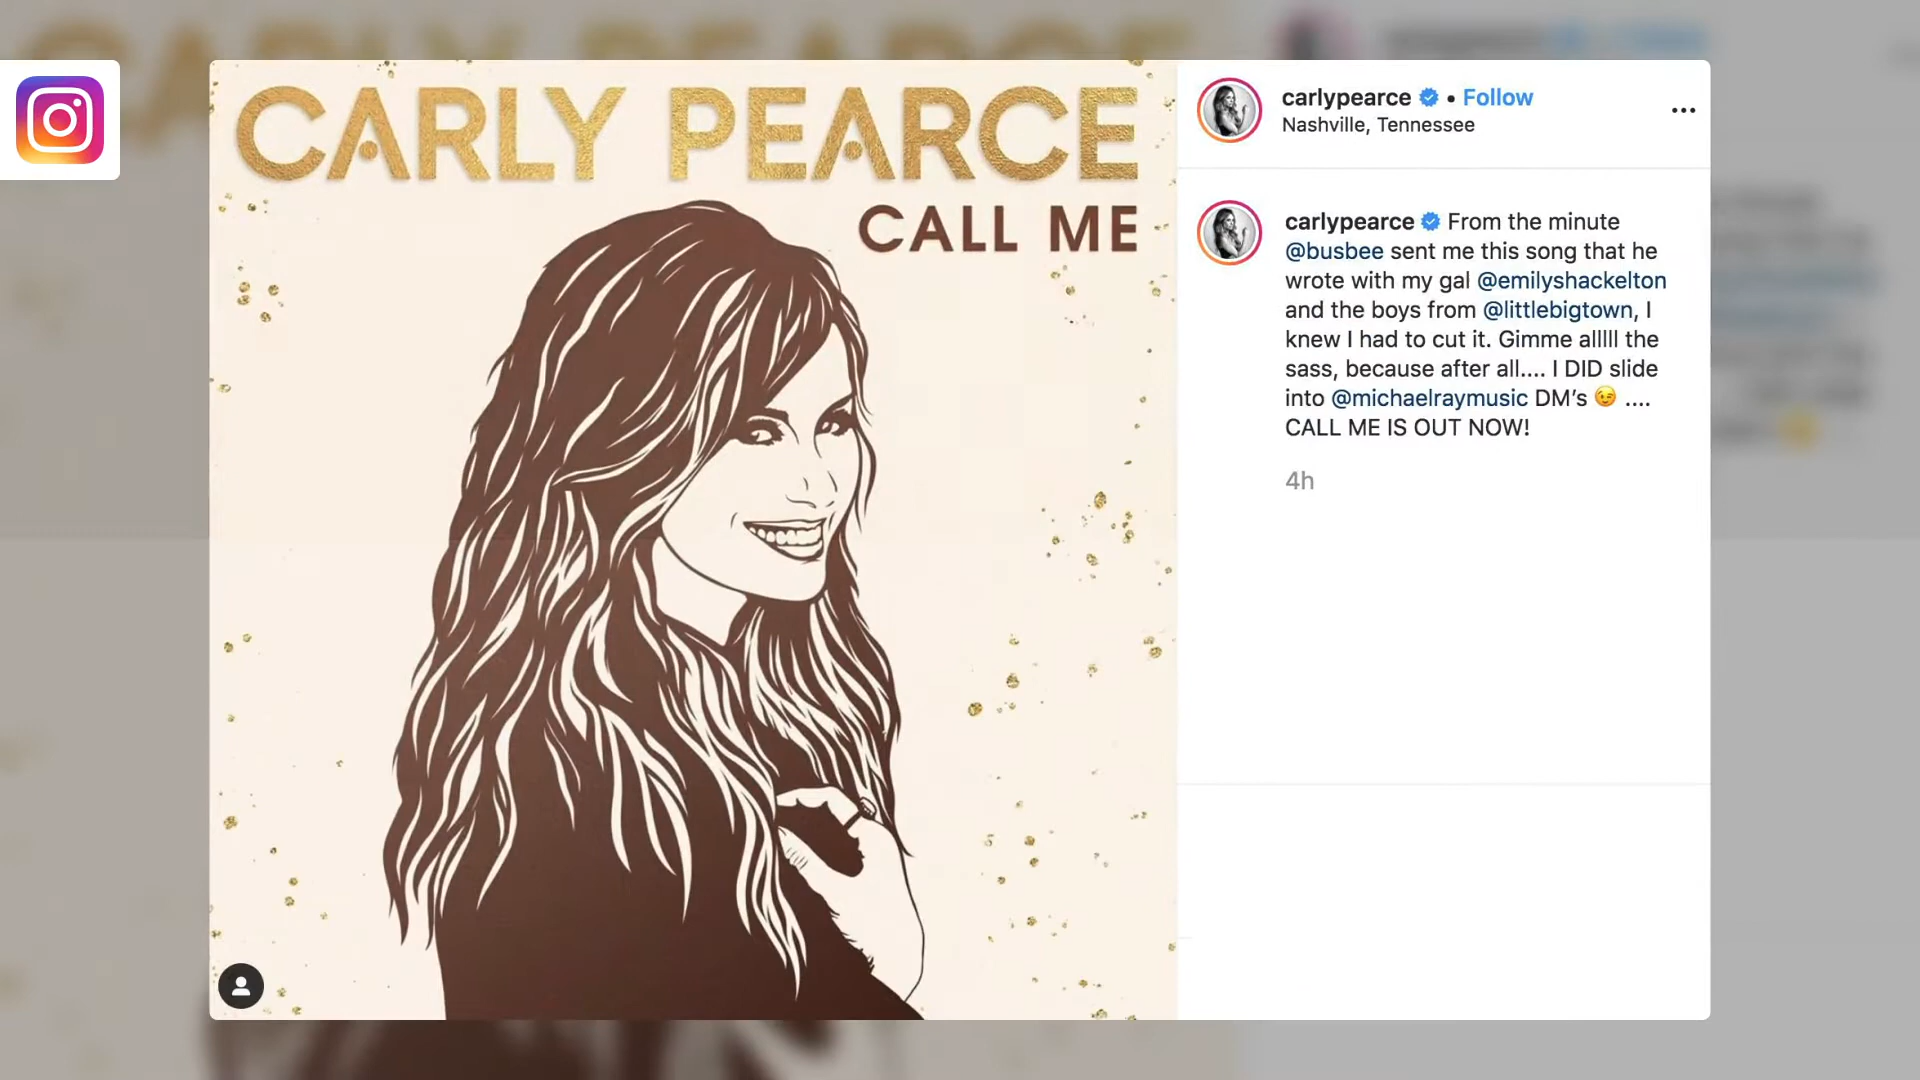 CARLY PEARCE
CALL ME
carlypearce • Follow
Nashville, Tennessee
carlypearce From the minute
@busbee sent me this song that he
wrote with my gal @emilyshackelton
and the boys from @littlebigtown, I
knew I had to cut it. Gimme alllll the
sass, because after all.... I DID slide
into @michaelraymusic DM’s 😉 ....
CALL ME IS OUT NOW!
4h